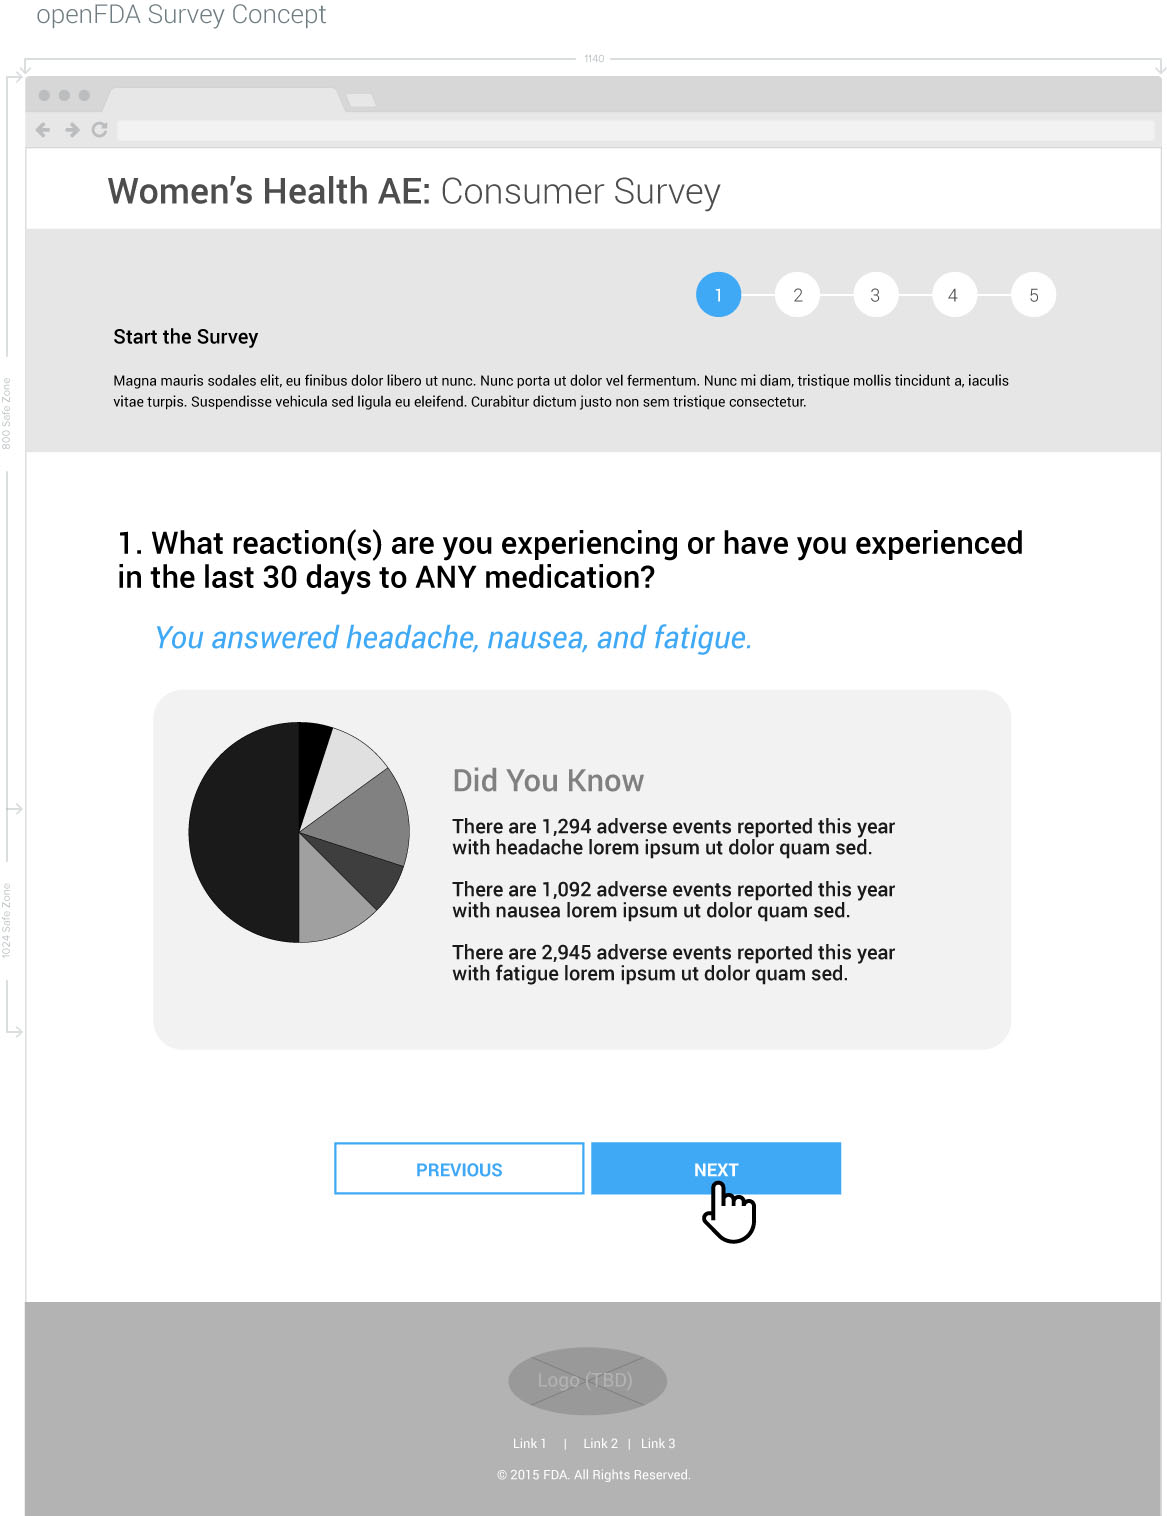 openFDA Survey Concept
1140
Women’s Health AE: Consumer Survey
1 2 3 4 5
Start the Survey
Magna mauris sodales elit, eu finibus dolor libero ut nunc. Nunc porta ut dolor vel fermentum. Nunc mi diam, tristique mollis tincidunt a, iaculis
vitae turpis. Suspendisse vehicula sed ligula eu eleifend. Curabitur dictum justo non sem tristique consectetur.
800 Safe Zone
1. What reaction(s) are you experiencing or have you experienced
in the last 30 days to ANY medication?
You answered headache, nausea, and fatigue.
Did You Know
There are 1,294 adverse events reported this year
with headache lorem ipsum ut dolor quam sed.
There are 1,092 adverse events reported this year
with nausea lorem ipsum ut dolor quam sed.
There are 2,945 adverse events reported this year
with fatigue lorem ipsum ut dolor quam sed.
1024 Safe Zone
PREVIOUS
NEXT
Logo (TBD)
Link 1 | Link 2 | Link 3
© 2015 FDA. All Rights Reserved.